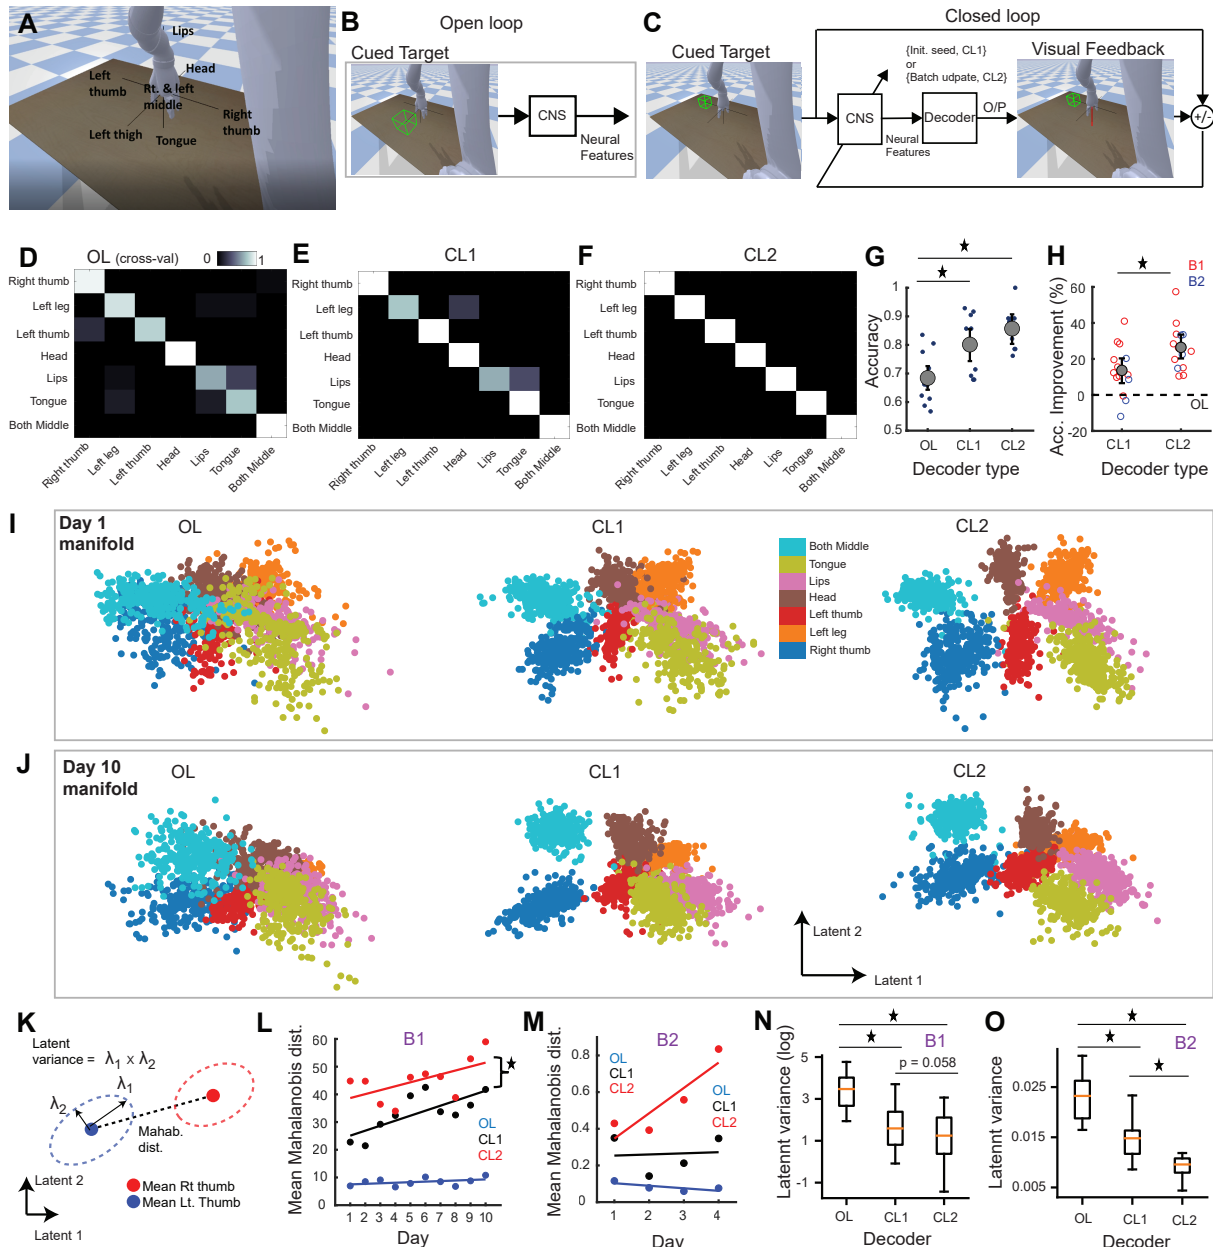 A
Lips
Head
Left
thumb
Rt. & left
middle
Right
thumb
Left thigh
Tongue
B
Open loop
Cued Target
CNS
Neural
Features
C
Closed loop
Cued Target
{Init. seed, CL1}
or
{Batch udpate, CL2}
Visual Feedback
CNS
Decoder
O/P
Neural
Features
+/-
D
OL (cross-val)
0
1
Right thumb
Left leg
Left thumb
Head
Lips
Tongue
Both Middle
Right thumb
Left leg
Left thumb
Head
Lips
Tongue
Both Middle
E
CL1
Right thumb
Left leg
Left thumb
Head
Lips
Tongue
Both Middle
Right thumb
Left leg
Left thumb
Head
Lips
Tongue
Both Middle
F
CL2
Right thumb
Left leg
Left thumb
Head
Lips
Tongue
Both Middle
Right thumb
Left leg
Left thumb
Head
Lips
Tongue
Both Middle
G
Accuracy
1
0.9
0.8
0.7
0.6
0.5
OL
CL1
CL2
Decoder type
H
B1
B2
Acc. Improvement (%)
60
40
20
0
-20
OL
CL1
CL2
Decoder type
I
Day 1
manifold
OL
CL1
CL2
Both Middle
Tongue
Lips
Head
Left thumb
Left leg
Right thumb
J
Day 10
manifold
OL
CL1
CL2
Latent 2
Latent 1
K
Latent
variance = λ1 x λ2
λ1
λ2
Mahab.
dist.
Latent 2
Latent 1
Mean Rt thumb
Mean Lt. Thumb
L
B1
Mean Mahalanobis dist.
60
50
40
30
20
10
0
OL
CL1
CL2
1 2 3 4 5 6 7 8 9 10
Day
M
B2
Mean Mahalanobis dist.
0.8
0.6
0.4
0.2
0
OL
CL1
CL2
OL
CL1
CL2
1 2 3 4
Day
N
B1
p = 0.058
Latennt variance (log)
5
3
1
-1
OL
CL1
CL2
Decoder
O
B2
Latennt variance
0.025
0.015
0.005
OL
CL1
CL2
Decoder